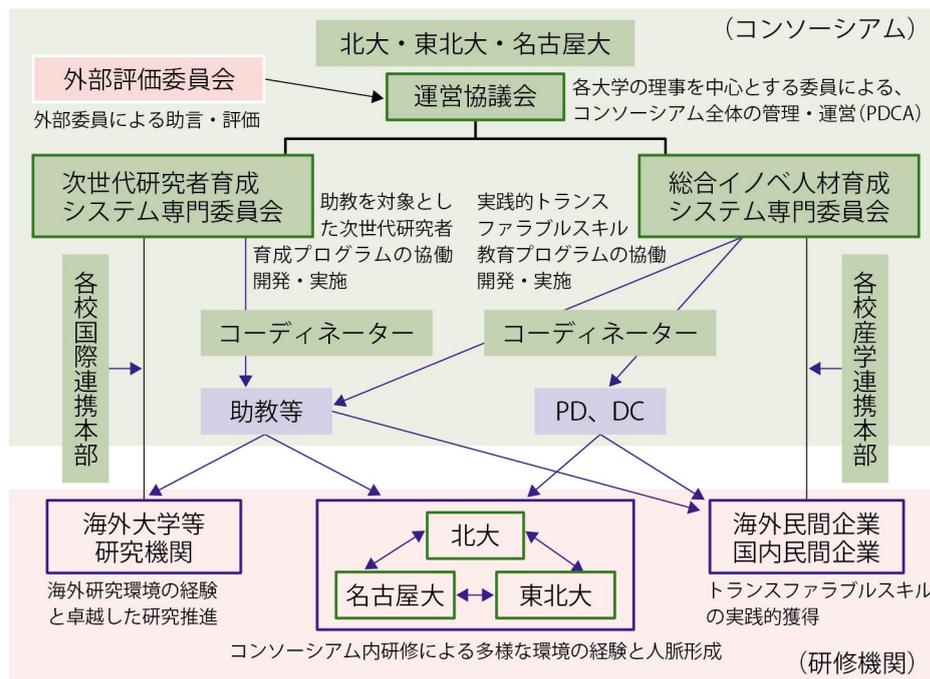 （コンソーシアム）
北大・東北大・名古屋大
外部評価委員会
外部委員による助言・評価
運営協議会
各大学の理事を中心とする委員による、
コンソーシアム全体の管理・運営（PDCA）
次世代研究者育成
システム専門委員会
助教を対象とし
た次世代研究者
育成プログラムの協働
開発・実施
実践的トランス
ファラブルスキル
教育プログラムの協働
開発・実施
総合イノベ人材育成
システム専門委員会
各校国際連携本部
コーディネーター
コーディネーター
各校産学連携本部
助教等
PD、DC
海外大学等
研究機関
海外研究環境の経験
と卓越した研究推進
北大
名古屋大
東北大
コンソーシアム内研修による多様な環境の経験と人脈形成
海外民間企業
国内民間企業
トランスファラブルスキル
の実践的獲得
（研修機関）